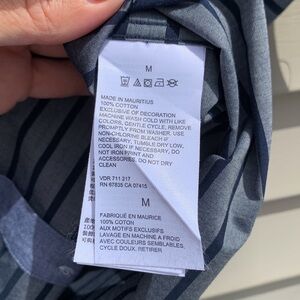 M
MADE IN MAURITIUS
100% COTTON
EXCLUSIVE OF DECORATION
MACHINE WASH COLD WITH LIKE
COLORS, GENTLE CYCLE, REMOVE
PROMPTLY FROM WASHER. USE
NON-CHLORINE BLEACH IF
NECESSARY, TUMBLE DRY LOW,
COOL IRON IF NECESSARY. DO
NOT IRON PRINT AND
ACCESSORIES. DO NOT DRY
CLEAN
VDR 711 217
RN 67835 CA 07415
M
FABRIQUÉ EN MAURICE
100% COTON
AUX MOTIFS EXCLUSIFS
LAVAGE EN MACHINE A FROID
AVEC COULEURS SEMBLABLES,
CYCLE DOUX. RETIRER